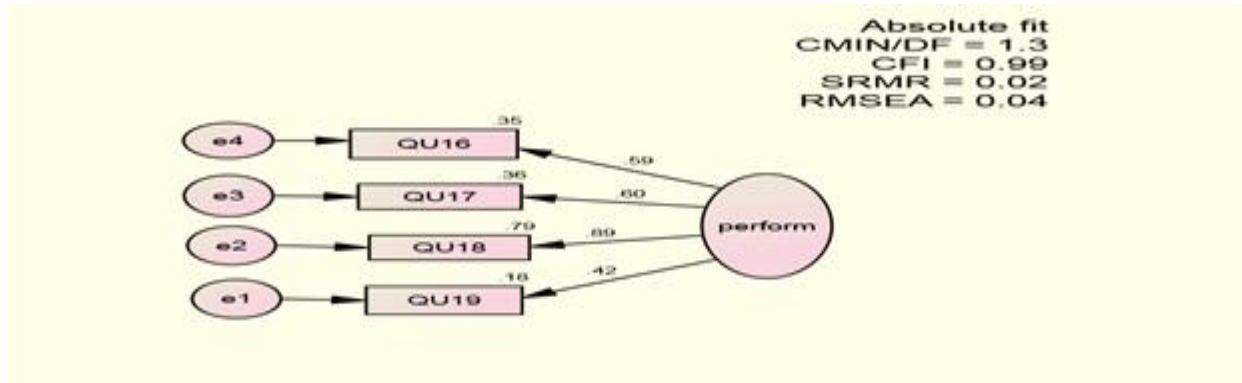 Absolute fit
CMIN/DF = 1.3
CFI = 0.99
SRMR = 0.02
RMSEA = 0.04
.35
e4
QU16
.59
.36
e3
QU17
.60
perform
.79
e2
QU18
.89
.18
e1
QU19
.42